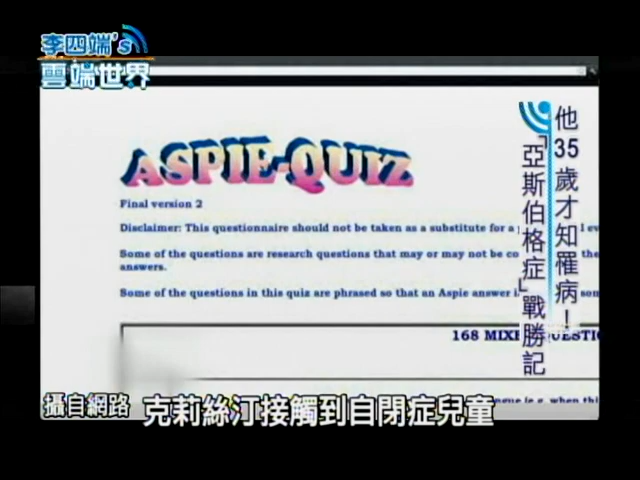 李四端's
雲端世界
ASPIE-QUIZ
Final version 2
Disclaimer: This questionnaire should not be taken as a substitute for a
Some of the questions are research questions that may or may not be the
answers.
Some of the questions in this quiz are phrased so that an Aspie answer
168
他35歲才知罹病！
「亞斯伯格症」戰勝記
攝自網路
克莉絲汀接觸到自閉症兒童